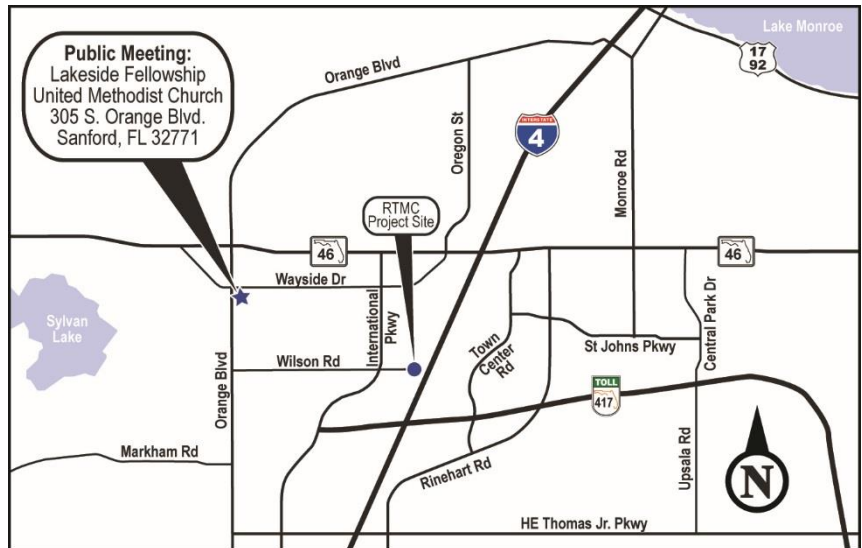 Public Meeting:
Lakeside Fellowship
United Methodist Church
305 S. Orange Blvd.
Sanford, FL 32771
Lake Monroe
17
92
Orange Blvd
Oregon St
INTERSTATE
4
Monroe Rd
RTMC
Project Site
46
46
Wayside Dr
International
Pkwy
Central Park Dr
Sylvan
Lake
Orange Blvd
Wilson Rd
Town
Center
Rd
St Johns Pkwy
TOLL
417
Markham Rd
Rinehart Rd
Upsala Rd
N
HE Thomas Jr. Pkwy